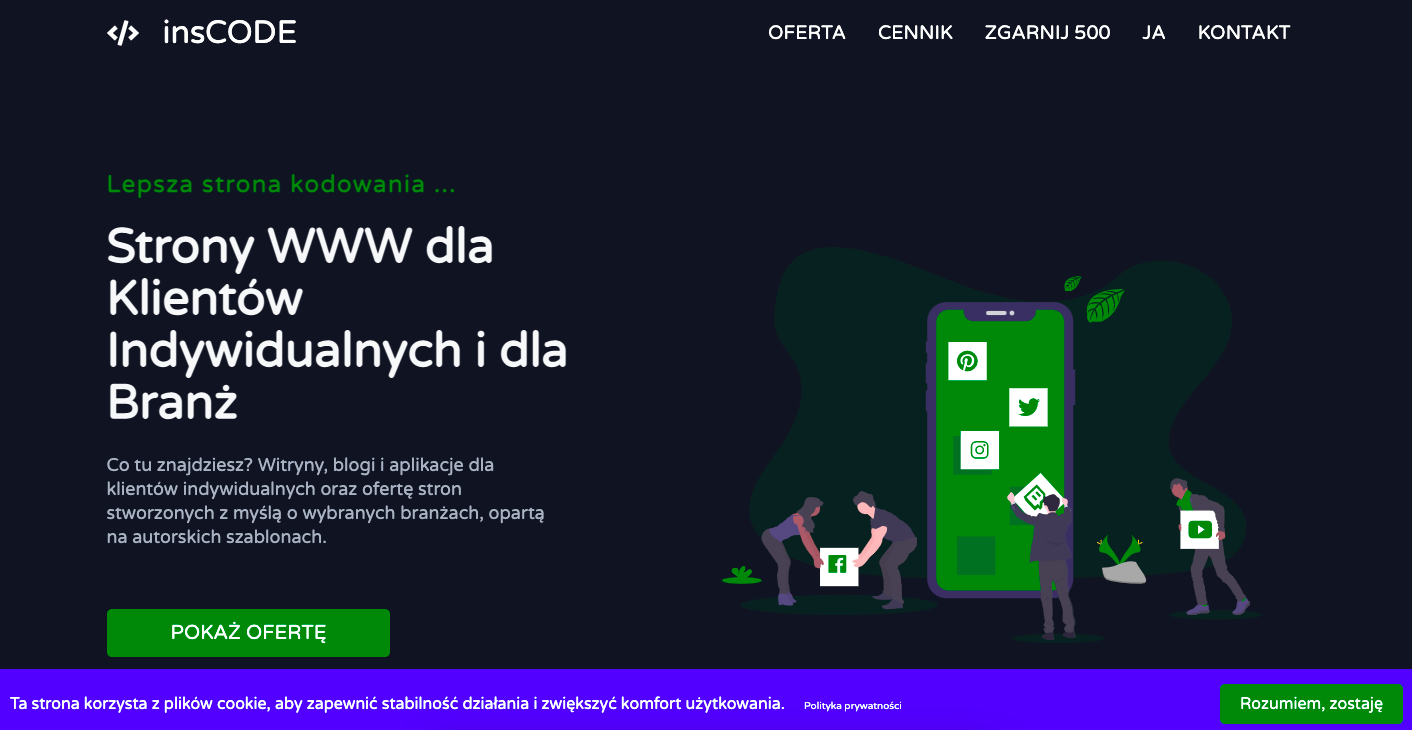 insCODE
OFERTA CENNIK ZGARNIJ 500 JA KONTAKT
Lepsza strona kodowania ...
Strony WWW dla
Klientów
Indywidualnych i dla
Branż
Co tu znajdziesz? Witryny, blogi i aplikacje dla
klientów indywidualnych oraz ofertę stron
stworzonych z myślą o wybranych branżach, opartą
na autorskich szablonach.
POKAŻ OFERTĘ
Ta strona korzysta z plików cookie, aby zapewnić stabilność działania i zwiększyć komfort użytkowania. Polityka prywatności
Rozumiem, zostaję